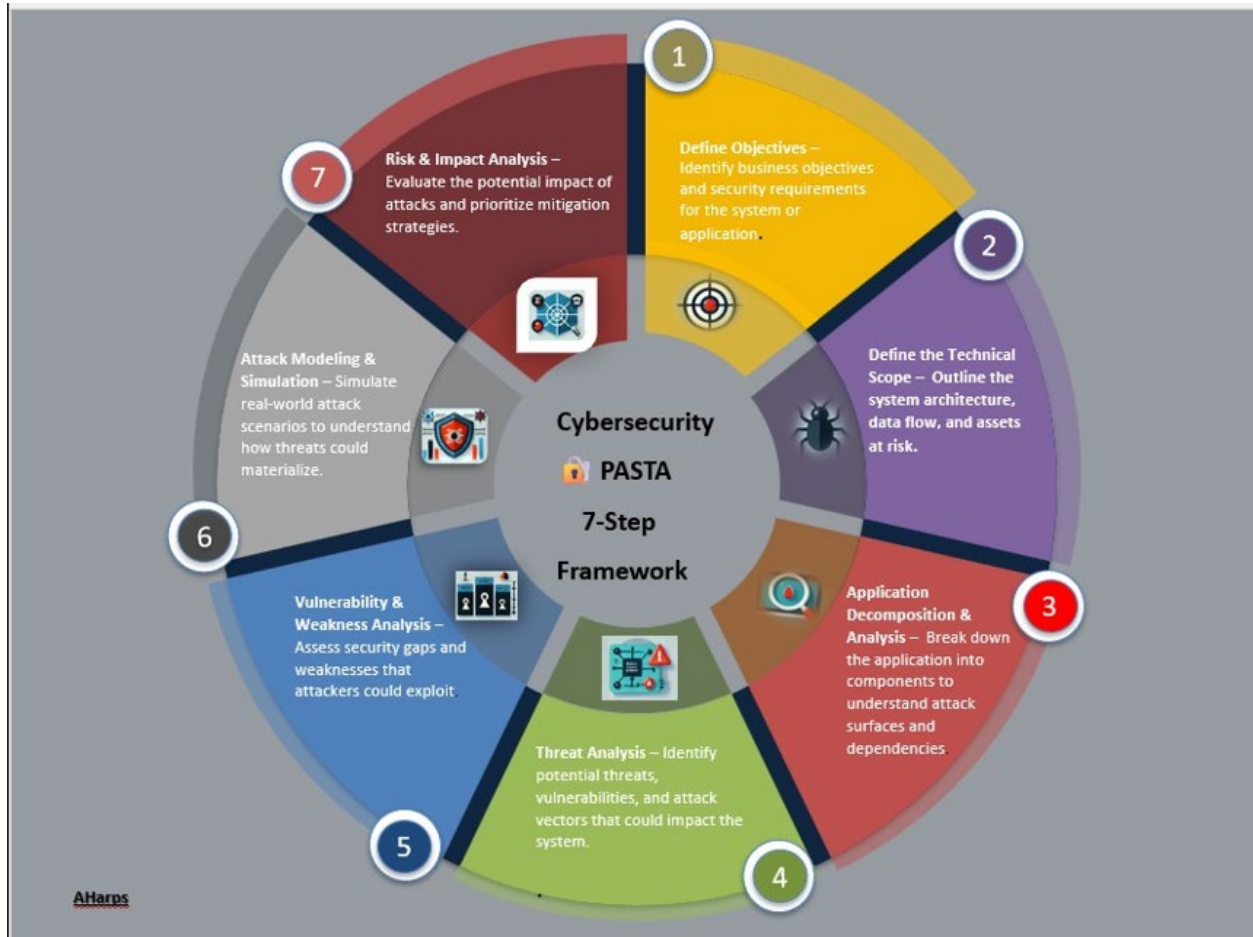 1
Define Objectives –
Identify business objectives
and security requirements
for the system or
application.
2
Define the Technical
Scope – Outline the
system architecture,
data flow, and assets
at risk.
3
Application
Decomposition &
Analysis – Break down
the application into
components to
understand attack
surfaces and
dependencies.
4
Threat Analysis – Identify
potential threats,
vulnerabilities, and attack
vectors that could impact the
system.
.
5
Vulnerability &
Weakness Analysis –
Assess security gaps and
weaknesses that
attackers could exploit.
6
Attack Modeling &
Simulation – Simulate
real-world attack
scenarios to understand
how threats could
materialize.
7
Risk & Impact Analysis –
Evaluate the potential impact of
attacks and prioritize mitigation
strategies.
Cybersecurity
PASTA
7-Step
Framework
AHarps